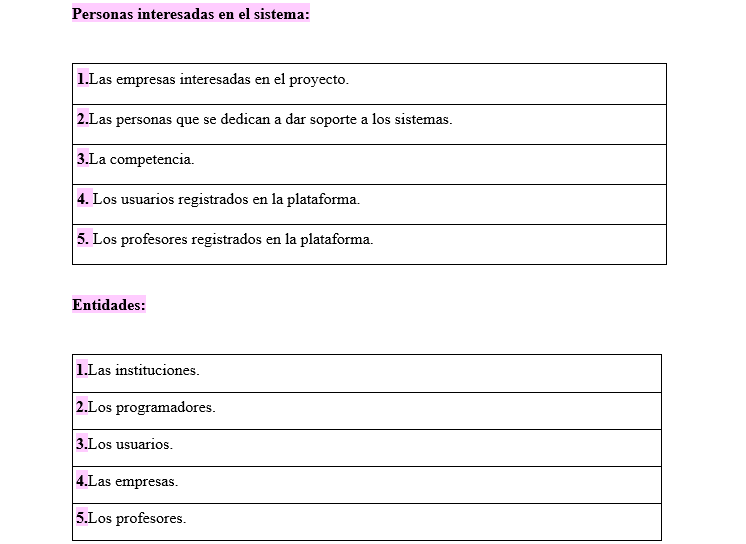 Personas interesadas en el sistema:
1.Las empresas interesadas en el proyecto.
2.Las personas que se dedican a dar soporte a los sistemas.
3.La competencia.
4. Los usuarios registrados en la plataforma.
5. Los profesores registrados en la plataforma.
Entidades:
1.Las instituciones.
2.Los programadores.
3.Los usuarios.
4.Las empresas.
5.Los profesores.